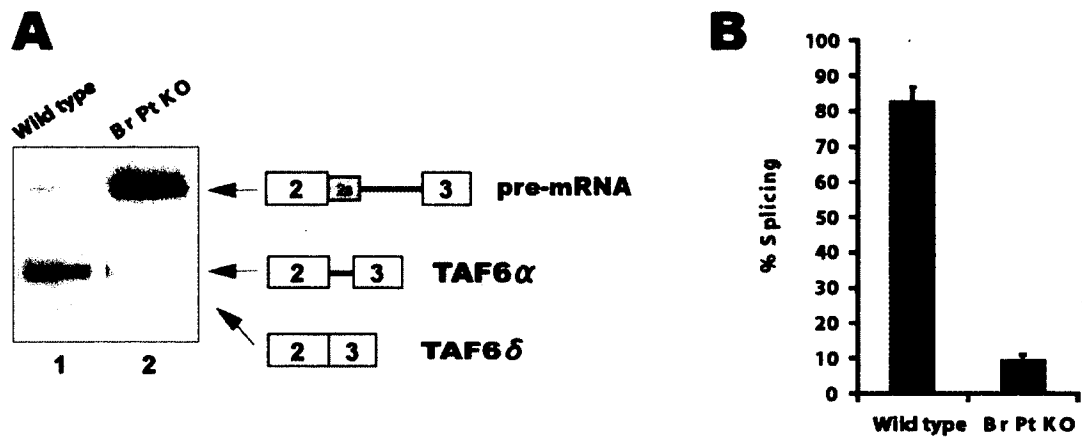 A
Wild type
Br Pt KO
2 2a 3 pre-mRNA
2 3 TAF6α
2 3 TAF6δ
1 2
B
% Splicing
100
90
80
70
60
50
40
30
20
10
0
Wild type Br Pt KO